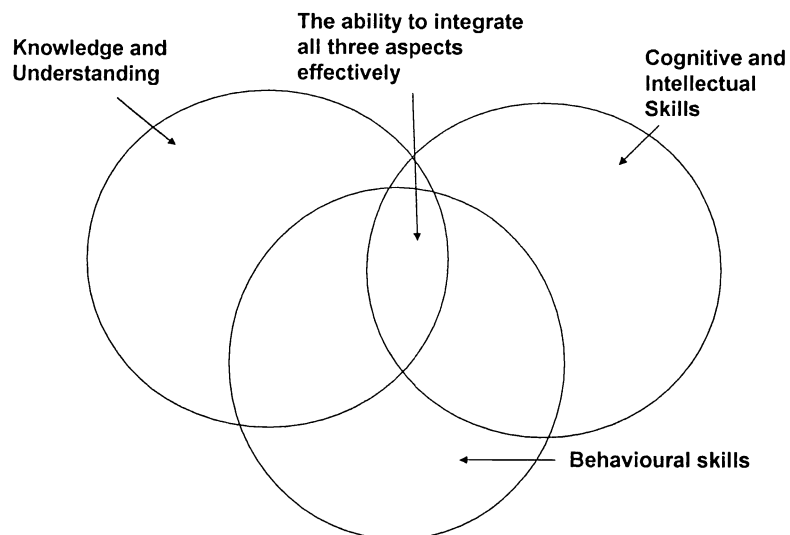 Knowledge and
Understanding
The ability to integrate
all three aspects
effectively
Cognitive and
Intellectual
Skills
Behavioural skills